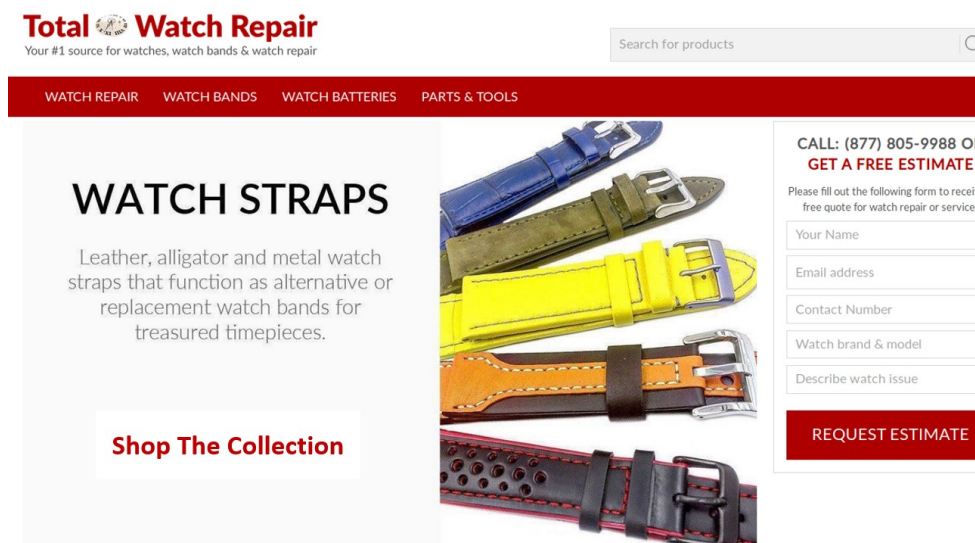 Total Watch Repair
Your #1 source for watches, watch bands & watch repair
Search for products
WATCH REPAIR WATCH BANDS WATCH BATTERIES PARTS & TOOLS
WATCH STRAPS
Leather, alligator and metal watch
straps that function as alternative or
replacement watch bands for
treasured timepieces.
Shop The Collection
CALL: (877) 805-9988
GET A FREE ESTIMATE
Please fill out the following form to
free quote for watch repair or service
Your Name
Email address
Contact Number
Watch brand & model
Describe watch issue
REQUEST ESTIMATE